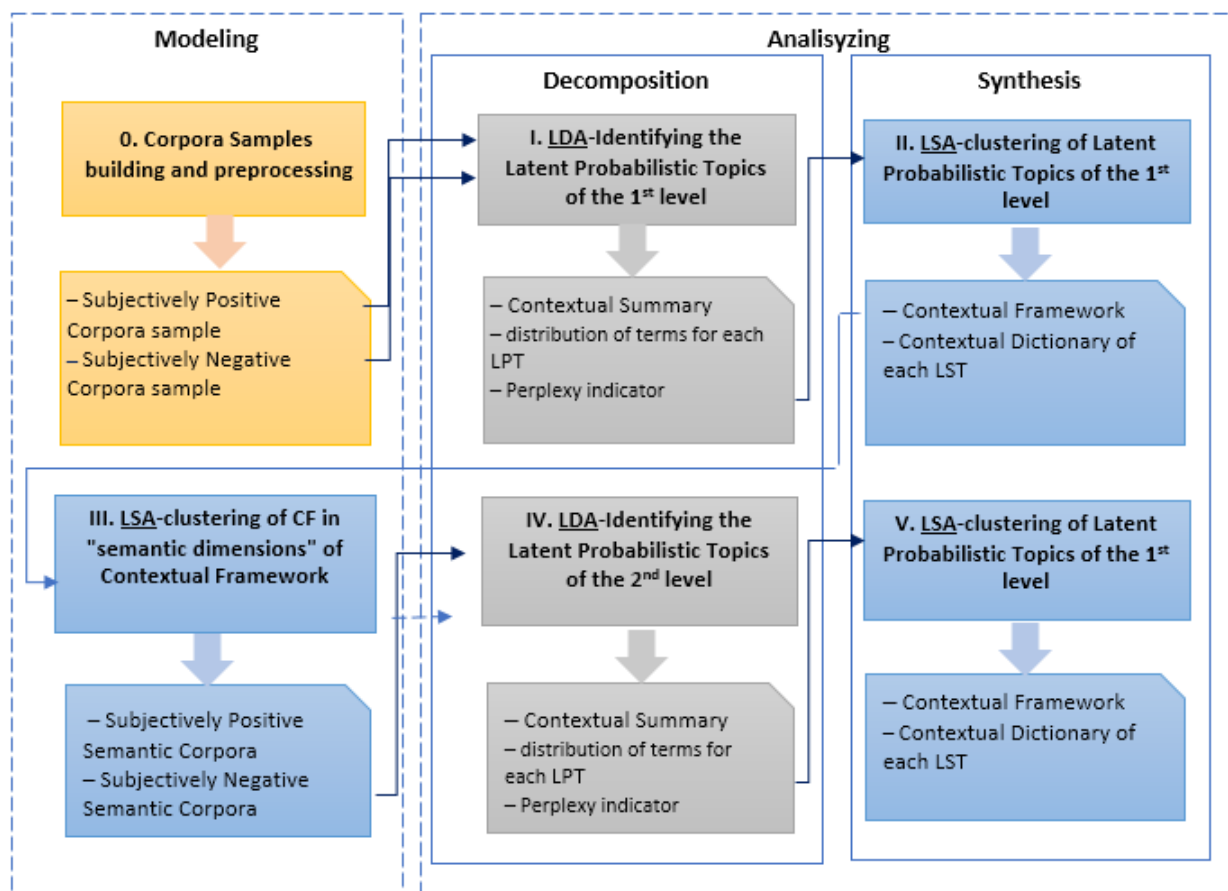 Modeling
Analisyzing
Decomposition
Synthesis
0. Corpora Samples
building and preprocessing
– Subjectively Positive
Corpora sample
– Subjectively Negative
Corpora sample
I. LDA-Identifying the
Latent Probabilistic Topics
of the 1st level
– Contextual Summary
– distribution of terms for each
LPT
– Perplexy indicator
II. LSA-clustering of Latent
Probabilistic Topics of the 1st
level
– Contextual Framework
– Contextual Dictionary of
each LST
III. LSA-clustering of CF in
"semantic dimensions" of
Contextual Framework
– Subjectively Positive
Semantic Corpora
– Subjectively Negative
Semantic Corpora
IV. LDA-Identifying the
Latent Probabilistic Topics
of the 2nd level
– Contextual Summary
– distribution of terms for
each LPT
– Perplexy indicator
V. LSA-clustering of Latent
Probabilistic Topics of the 1st
level
– Contextual Framework
– Contextual Dictionary of
each LST